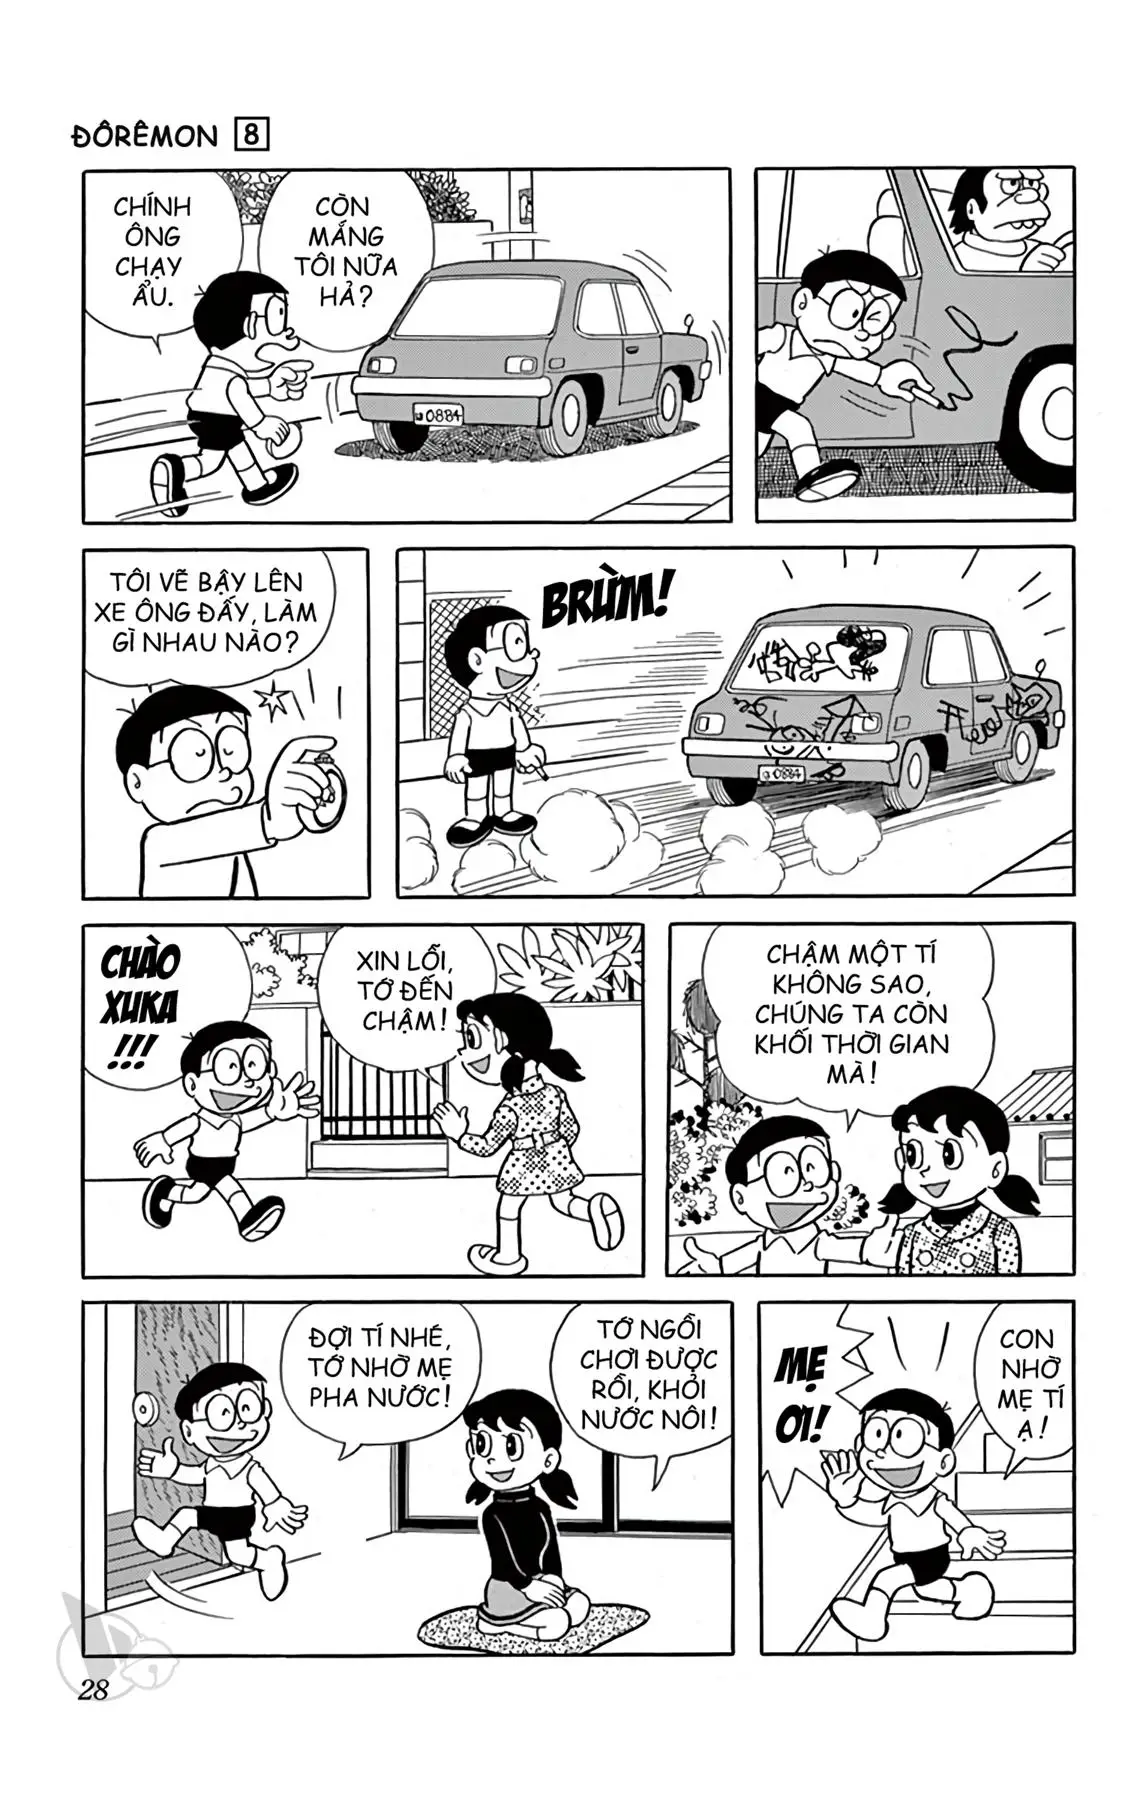 ĐÔRÊMON 8
CHÍNH
ÔNG
CHẠY
ẨU.
CÒN
MẮNG
TÔI NỮA
HẢ?
0884
TÔI VẼ BẬY LÊN
XE ÔNG ĐẤY, LÀM
GÌ NHAU NÀO?
BRÙM!
0884
CHÀO
XUKA
!!!
XIN LỖI,
TỚ ĐẾN
CHẬM!
CHẬM MỘT TÍ
KHÔNG SAO,
CHÚNG TA CÒN
KHỐI THỜI GIAN
MÀ!
ĐỢI TÍ NHÉ,
TỚ NHỜ MẸ
PHA NƯỚC!
TỚ NGỒI
CHƠI ĐƯỢC
RỒI, KHỎI
NƯỚC NÔI!
MẸ
ƠI!
CON
NHỜ
MẸ TÍ
Ạ!
28